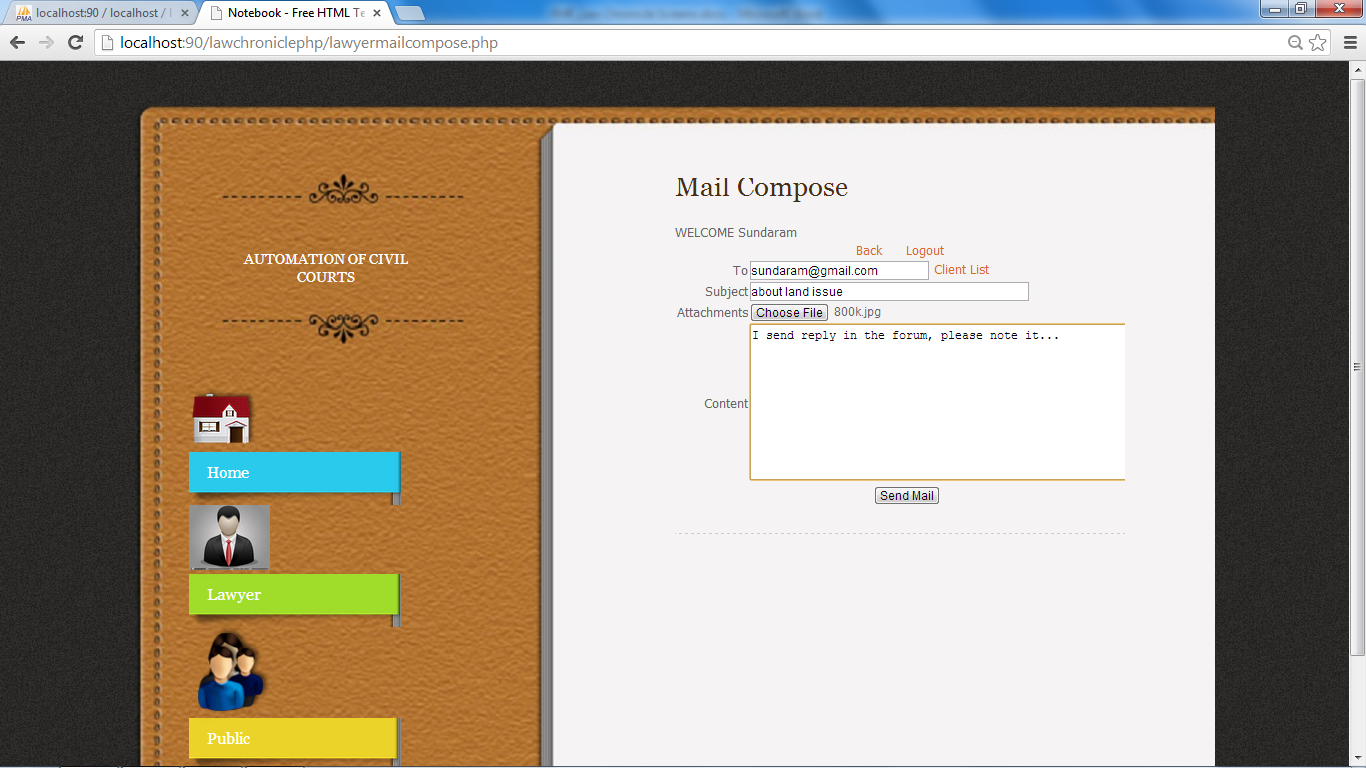 localhost:90 / localhost / l
Notebook - Free HTML Te
localhost:90/lawchroniclephp/lawyermailcompose.php
AUTOMATION OF CIVIL
COURTS
Home
Lawyer
Public
Mail Compose
WELCOME Sundaram
Back Logout
To sundaram@gmail.com Client List
Subject about land issue
Attachments Choose File 800k.jpg
Content I send reply in the forum, please note it...
Send Mail